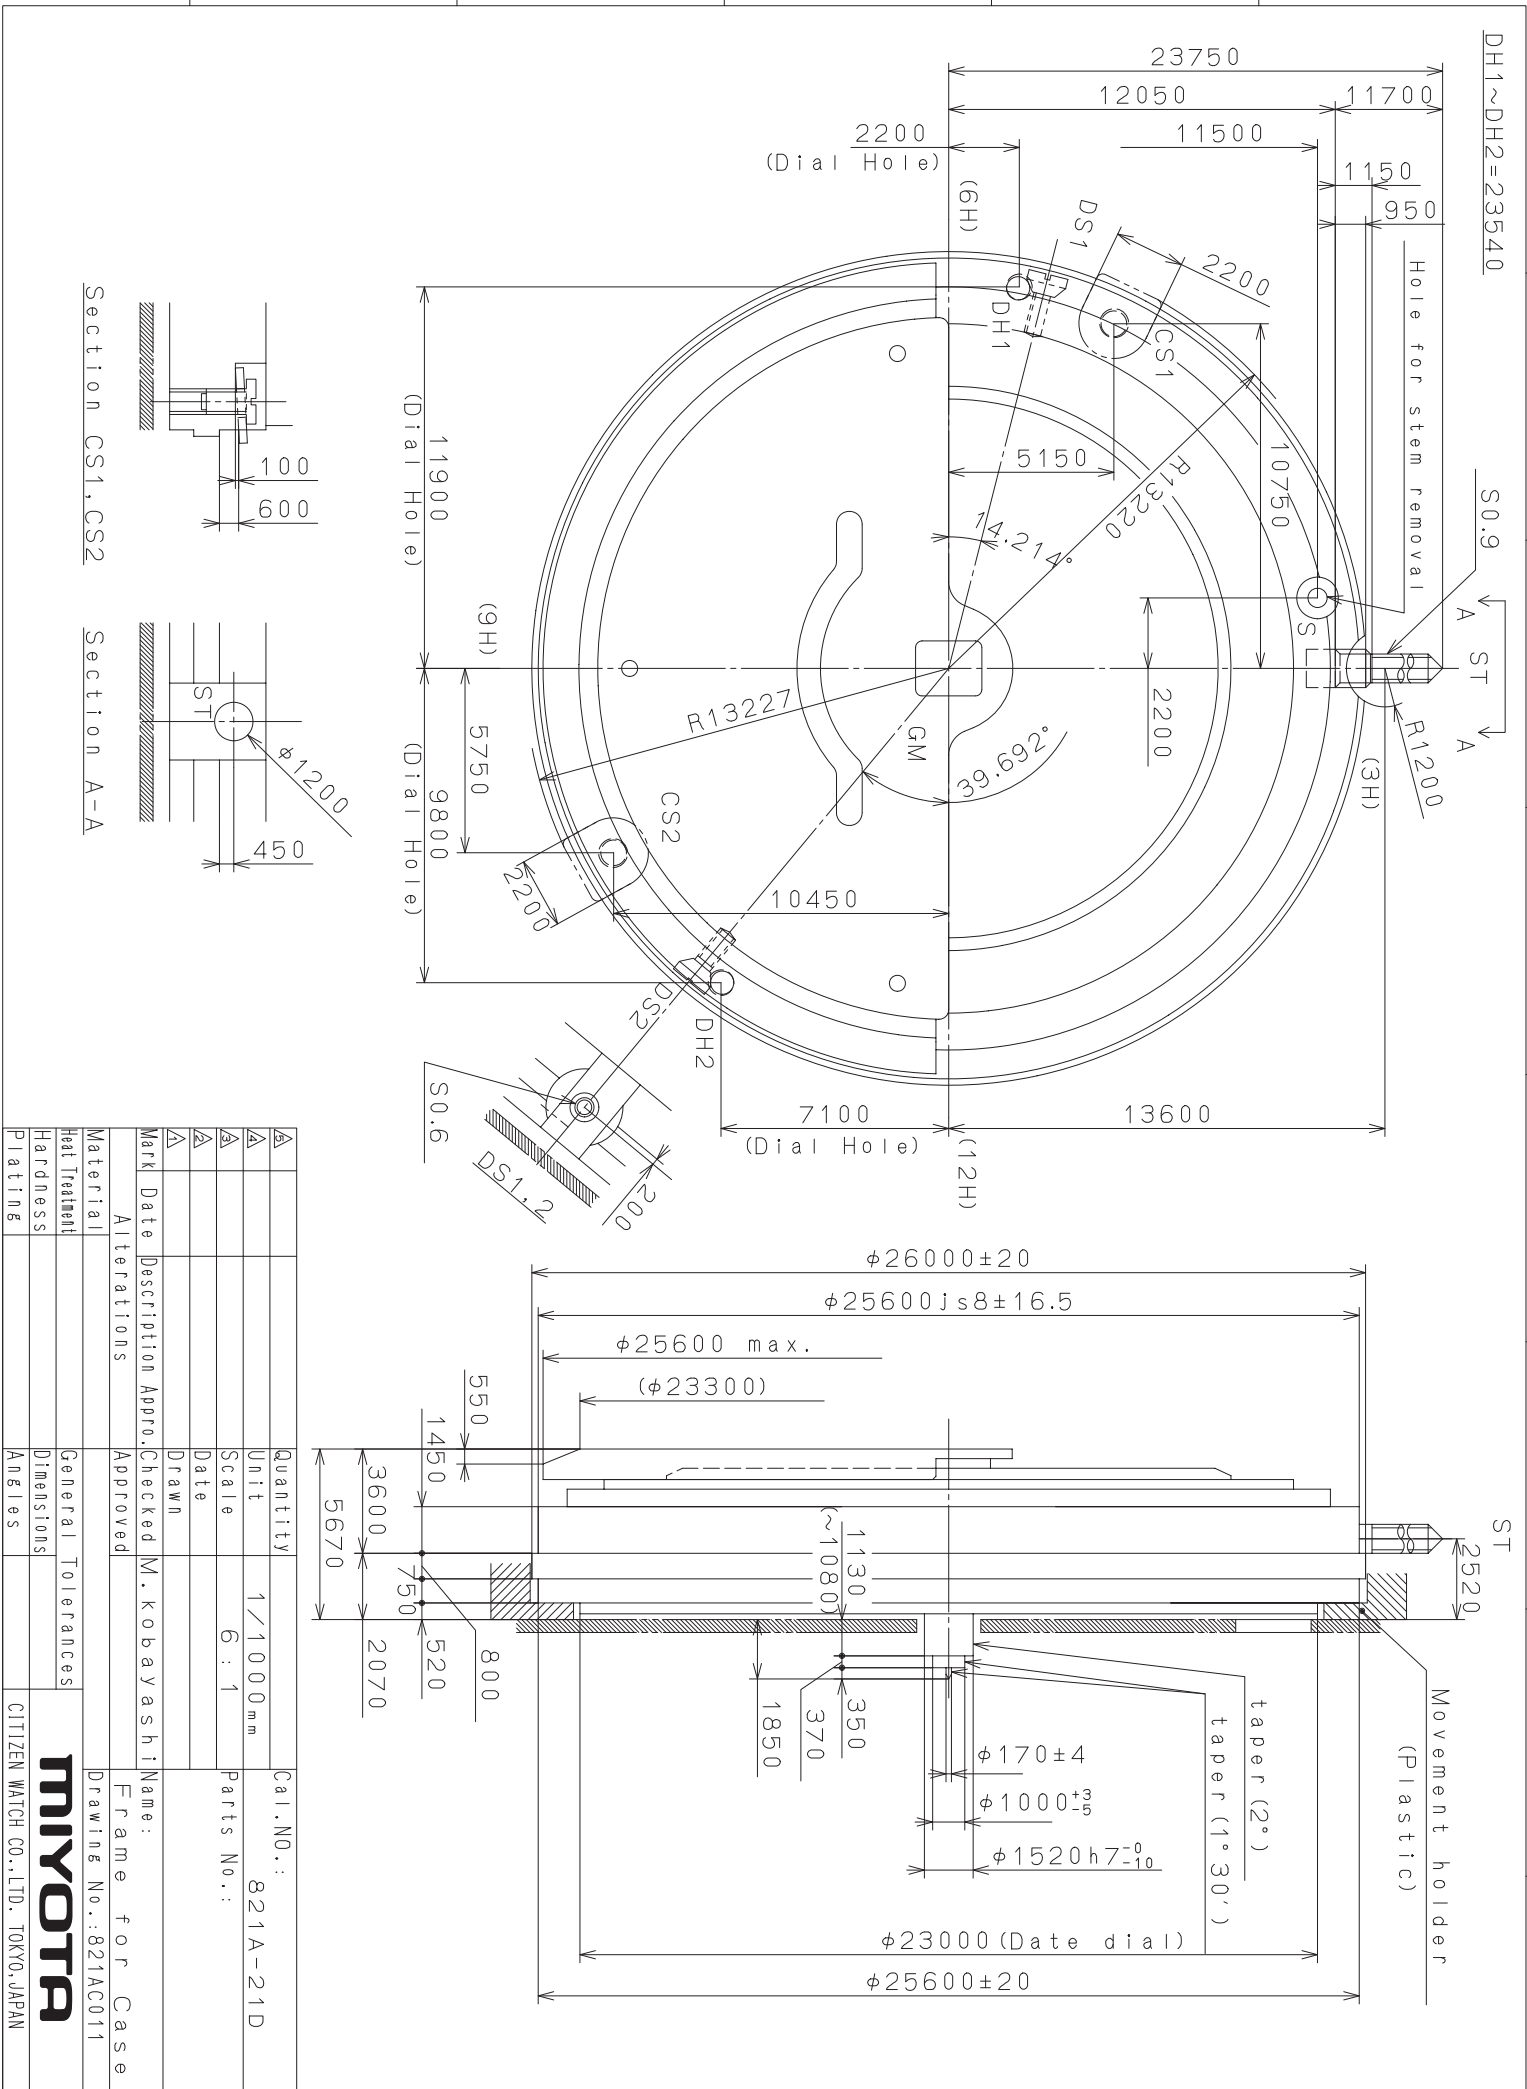 DH1~DH2=23540
23750
12050
11700
2200
(Dial Hole)
11500
1150
950
Hole for stem removal
S0.9
A
ST
A
(6H)
DS1
2200
DH1
CS1
10750
R13220
5150
14.214°
S
2200
R1200
(3H)
11900
(Dial Hole)
(9H)
9800
(Dial Hole)
5750
R13227
GM
39.692°
CS2
2200
10450
DS2
DH2
7100
(Dial Hole)
13600
(12H)
S0.6
DS1,2
200
100
600
Section CS1,CS2
ST
φ1200
450
Section A-A
φ26000±20
φ25600js8±16.5
φ25600 max.
(φ23300)
550
1450
3600
5670
750
520
2070
800
1130
(~1080)
350
370
1850
ST
2520
φ170±4
φ1000+3-5
φ1520h7-0-10
taper(2°)
taper(1°30′)
Movement holder
(Plastic)
φ23000(Date dial)
φ25600±20
5
4
3
2
1
Mark Date Description Appro.
Alterations
Material
Heat Treatment
Hardness
Plating
Quantity
Unit 1/1000mm
Scale 6:1
Date
Drawn
Checked M.kobayashi
Approved
General Tolerances
Dimensions
Angles
Cal.NO.: 821A-21D
Parts No.:
Name:
Frame for Case
Drawing No.:821AC011
MIYOTA
CITIZEN WATCH CO.,LTD. TOKYO,JAPAN